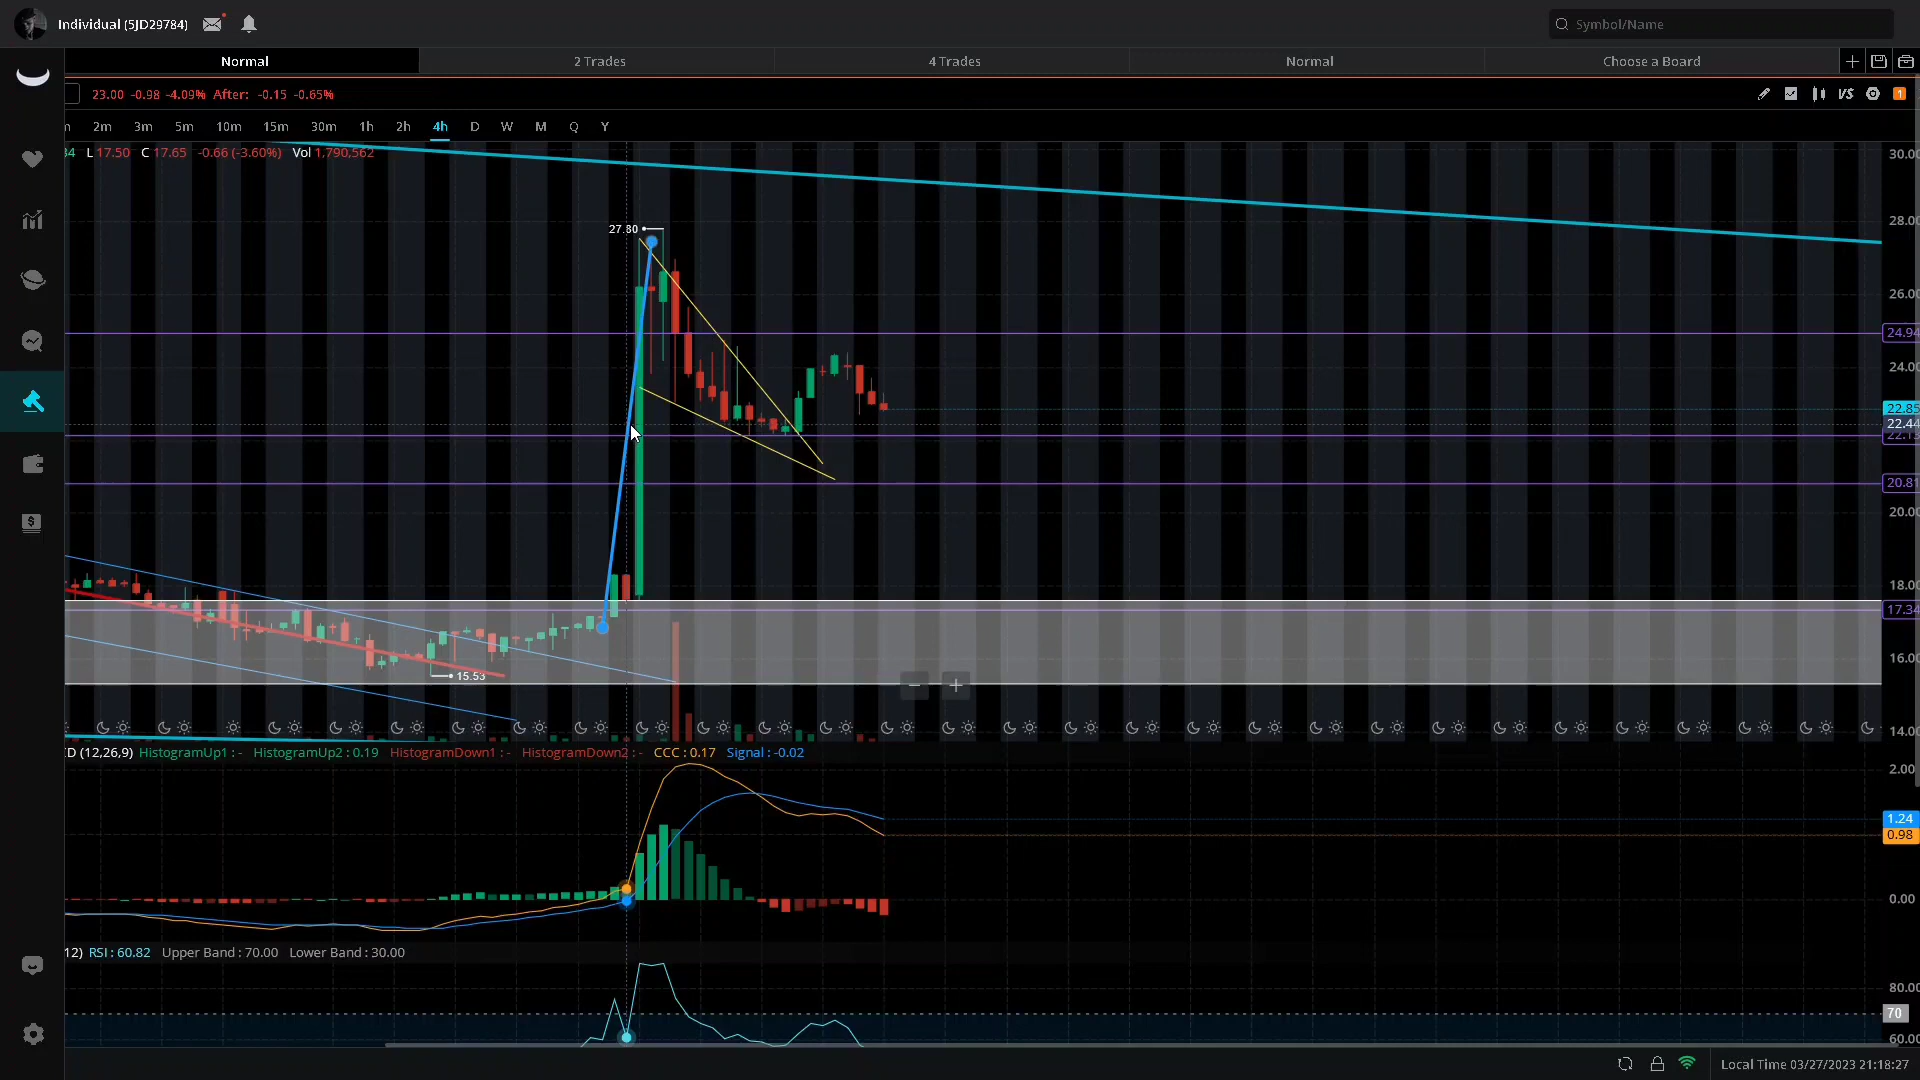 Individual (5JD29784)
Symbol/Name
Normal 2 Trades 4 Trades Normal Choose a Board
23.00 -0.98 -4.09% After: -0.15 -0.65%
VS 1
2m 3m 5m 10m 15m 30m 1h 2h 4h D W M Q Y
L 17.50 C 17.65 -0.66 (-3.60%) Vol 1,790,562
30.00
28.00
27.80
26.00
24.94
24.00
22.85
22.44
20.81
20.00
18.00
17.34
16.00
15.53
14.00
(12,26,9) HistogramUp1 : - HistogramUp2 : 0.19 HistogramDown1 : - HistogramDown2 : - CCC : 0.17 Signal : -0.02
2.00
1.24
0.98
0.00
12) RSI : 60.82 Upper Band : 70.00 Lower Band : 30.00
80.00
70
60.00
Local Time 03/27/2023 21:18:27